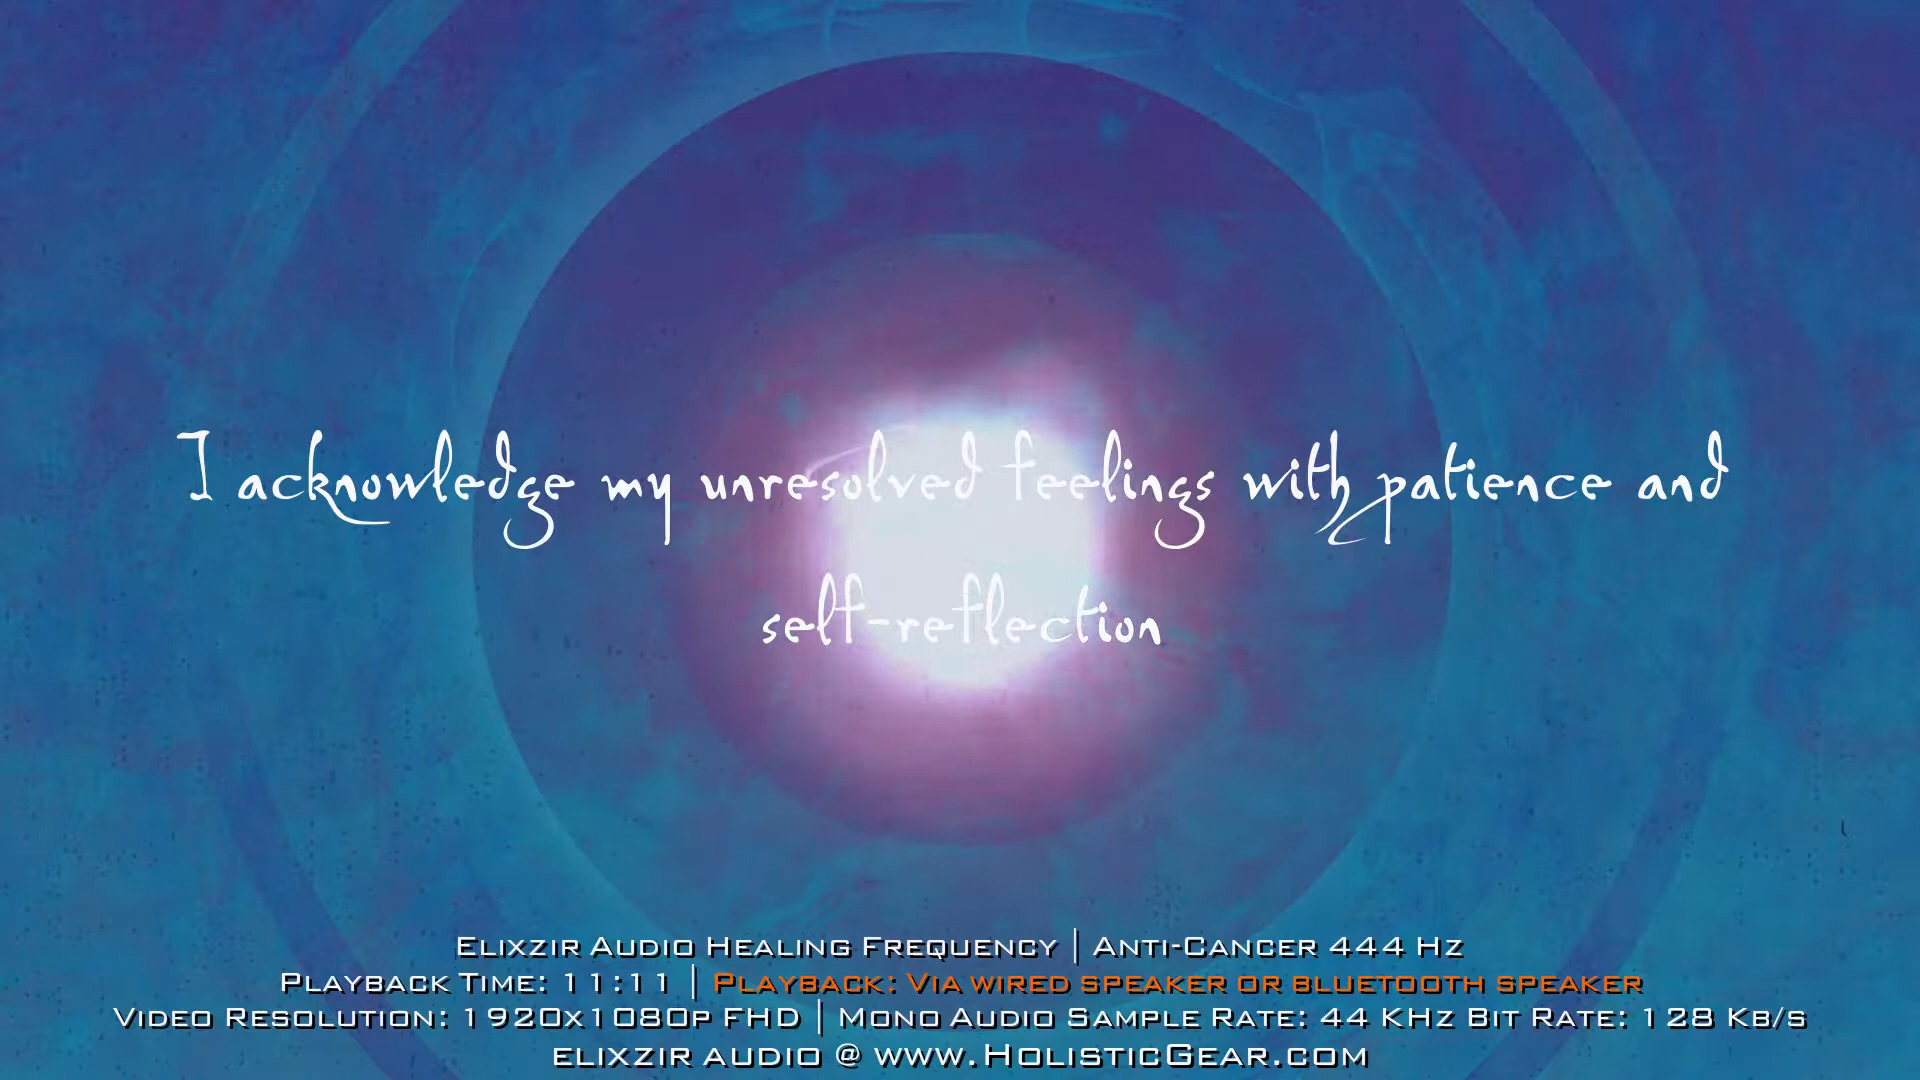 I acknowledge my unresolved feelings with patience and
self-reflection
Elixzir Audio Healing Frequency | Anti-Cancer 444 Hz
Playback Time: 11:11 | Playback: Via wired speaker or bluetooth speaker
Video Resolution: 1920x1080p FHD | Mono Audio Sample Rate: 44 KHz Bit Rate: 128 Kb/s
elixzir audio @ www.HolisticGear.com